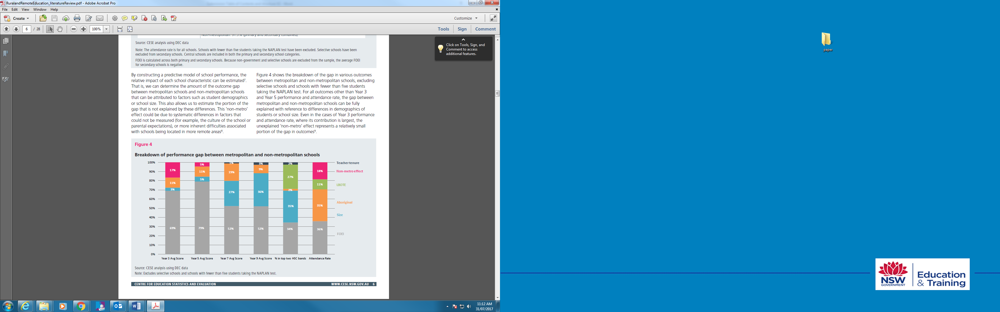 RuralandRemoteEducation_literatureReview.pdf - Adobe Acrobat Pro
File Edit View Window Help
Create
Customize
6 / 28
100%
Tools Sign Comment
Click on Tools, Sign, and
Comment to access
additional features.
Non-metropolitan: 91.5% (primary and secondary combined)
Source: CESE analysis using DEC data
Note: The attendance rate is for all schools. Schools with fewer than five students taking the NAPLAN test have been excluded. Selective schools have been
excluded from secondary schools. Central schools are included in both the primary and secondary school categories.
FOEI is calculated across both primary and secondary schools. Because non-government and selective schools are excluded from the sample, the average FOEI
for secondary schools is negative.
By constructing a predictive model of school performance, the
relative impact of each school characteristic can be estimated⁷.
That is, we can determine the amount of the outcome gap
between metropolitan schools and non-metropolitan schools
that can be attributed to factors such as student demographics
or school size. This also allows us to estimate the portion of the
gap that is not explained by these differences. This ‘non-metro’
effect could be due to systematic differences in factors that
could not be measured (for example, the culture of the school or
parental expectations), or more inherent difficulties associated
with schools being located in more remote areas⁸.
Figure 4 shows the breakdown of the gap in various outcomes
between metropolitan and non-metropolitan schools, excluding
selective schools and schools with fewer than five students
taking the NAPLAN test. For all outcomes other than Year 3
and Year 5 performance and attendance rate, the gap between
metropolitan and non-metropolitan schools can be fully
explained with reference to differences in demographics of
students or school size. Even in the cases of Year 3 performance
and attendance rate, where its contribution is largest, the
unexplained ‘non-metro’ effect represents a relatively small
portion of the gap in outcomes⁹.
Figure 4
Breakdown of performance gap between metropolitan and non-metropolitan schools
100%
90%
80%
70%
60%
50%
40%
30%
20%
10%
0%
17%
11%
3%
69%
5%
11%
5%
79%
1%
19%
27%
52%
3%
9%
36%
52%
2%
27%
2%
35%
34%
18%
11%
35%
36%
Teacher tenure
Non-metro effect
LBOTE
Aboriginal
Size
FOEI
Year 3 Avg Score Year 5 Avg Score Year 7 Avg Score Year 9 Avg Score % in top two HSC bands Attendance Rate
Source: CESE analysis using DEC data
Note: Excludes selective schools and schools with fewer than five students taking the NAPLAN test.
CENTRE FOR EDUCATION STATISTICS AND EVALUATION WWW.CESE.NSW.GOV.AU 6
11:12 AM
31/07/2017
paper
NSW
GOVERNMENT
Education
& Training